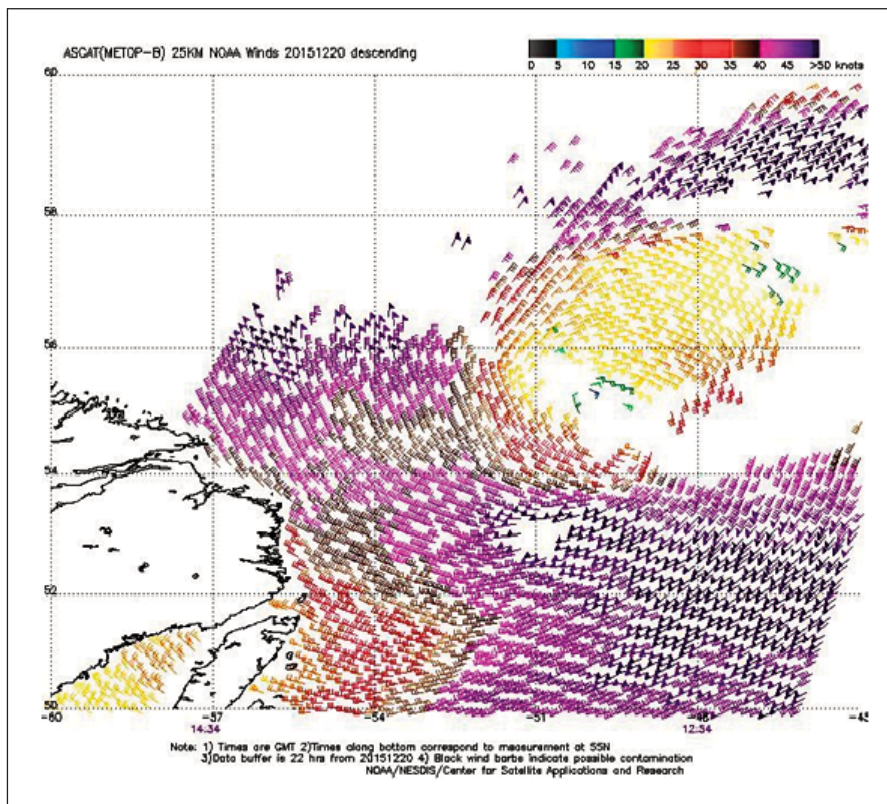 ASCAT(METOP-B) 25KM NOAA Winds 20151220 descending
0 5 10 15 20 25 30 35 40 45 >50 knots
60
58
56
54
52
50
-60 -57 -54 -51 -48 -45
14:34 12:54
Note: 1) Times are GMT 2)Times along bottom correspond to measurement at 55N
3)Data buffer is 22 hrs from 20151220 4) Black wind barbs indicate possible contamination
NOAA/NESDIS/Center for Satellite Applications and Research